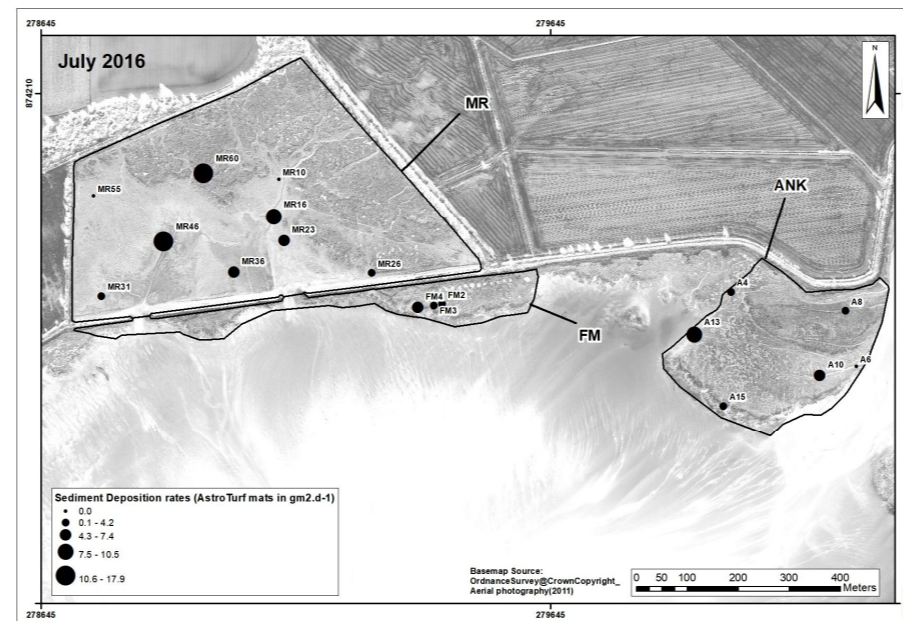 278645
279645
July 2016
N
874210
MR
MR60
MR10
MR55
ANK
MR16
MR46
MR23
MR36
MR26
A4
MR31
FM4
FM2
A8
FM3
A13
FM
A10
A6
A15
Sediment Deposition rates (AstroTurf mats in gm2.d-1)
0.0
0.1 - 4.2
4.3 - 7.4
7.5 - 10.5
10.6 - 17.9
Basemap Source:
OrdnanceSurvey@CrownCopyright_
Aerial photography(2011)
0 50 100 200 300 400
Meters
278645
279645